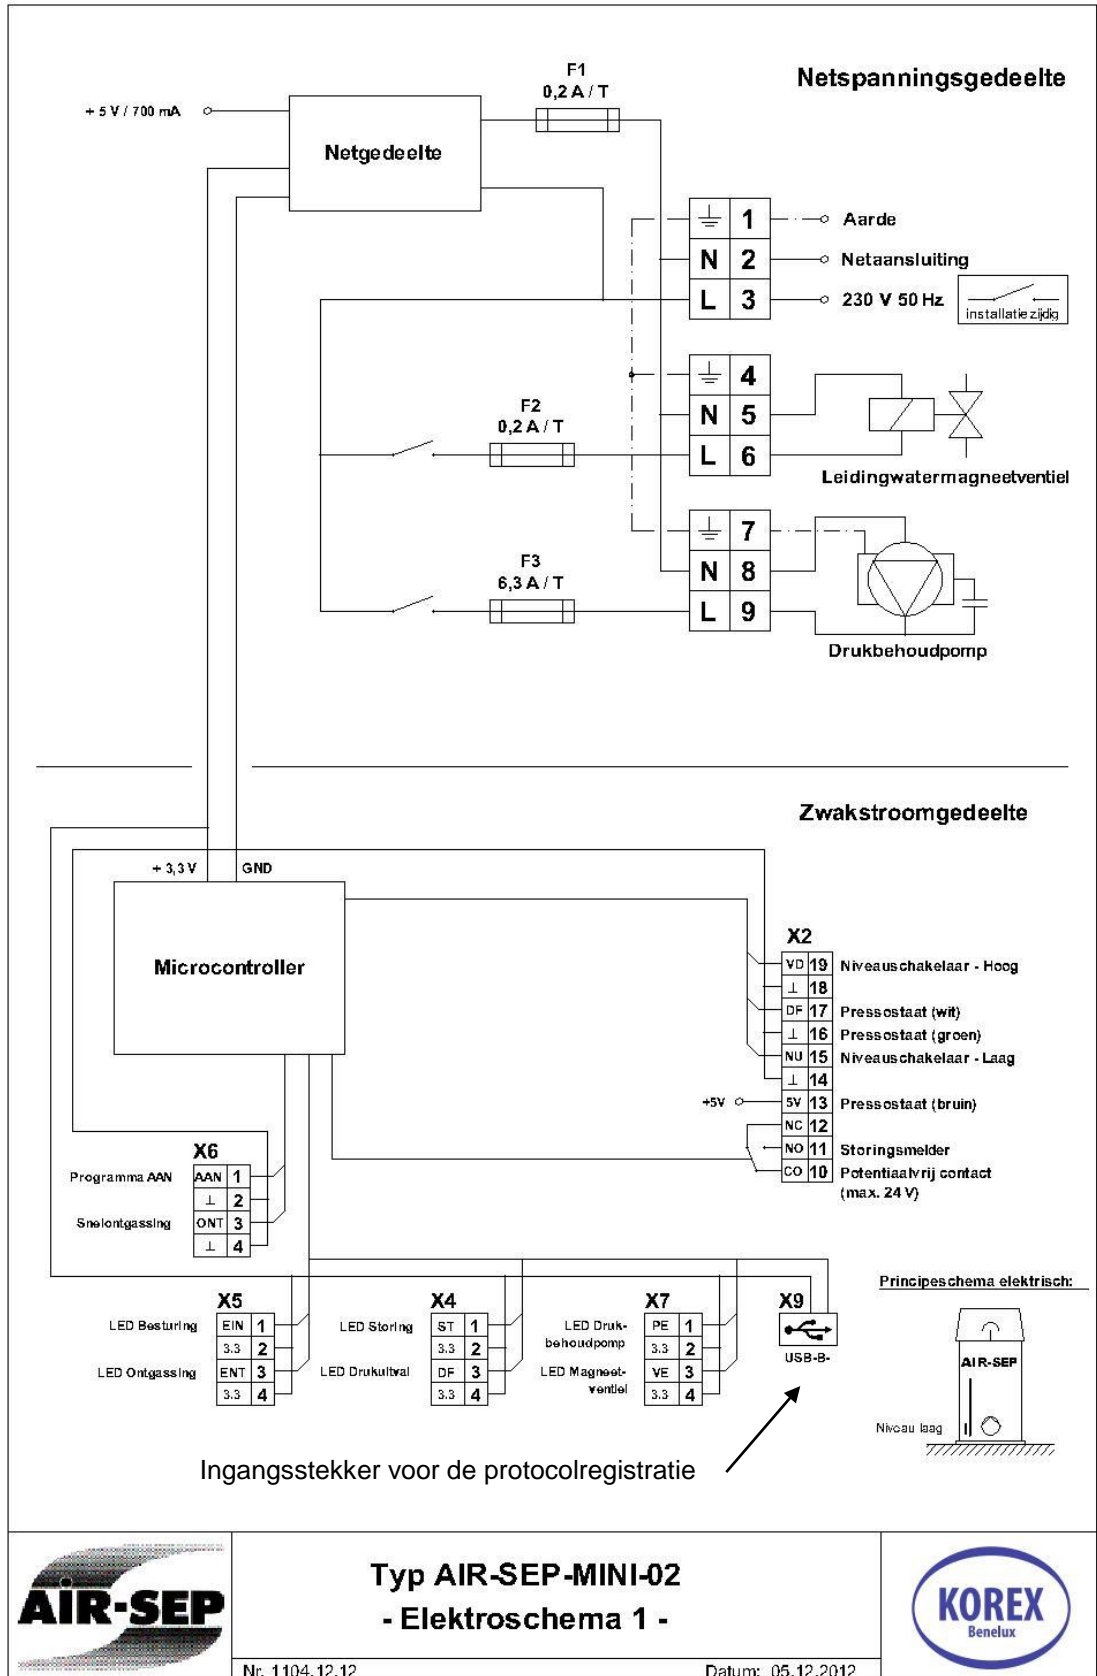 Netspanningsgedeelte
F1
0,2 A / T
+ 5 V / 700 mA
Netgedeelte
1 Aarde
N 2 Netaansluiting
L 3 230 V 50 Hz
installatiezijdig
4
N 5
L 6
F2
0,2 A / T
Leidingwatermagneetventiel
7
N 8
L 9
F3
6,3 A / T
Drukbehoudpomp
Zwakstroomgedeelte
+ 3,3 V GND
Microcontroller
X2
VD 19 Niveauschakelaar - Hoog
⊥ 18
DF 17 Pressostaat (wit)
⊥ 16 Pressostaat (groen)
NU 15 Niveauschakelaar - Laag
⊥ 14
+5V 5V 13 Pressostaat (bruin)
NC 12
NO 11 Storingsmelder
CO 10 Potentiaalvrij contact
(max. 24 V)
X6
Programma AAN AAN 1
⊥ 2
Snelontgassing ONT 3
⊥ 4
X5
LED Besturing EIN 1
3.3 2
LED Ontgassing ENT 3
3.3 4
X4
LED Storing ST 1
3.3 2
LED Drukuitval DF 3
3.3 4
X7
LED Druk-
behoudpomp
PE 1
3.3 2
LED Magneet-
ventiel
VE 3
3.3 4
X9
USB-B-
Principeschema elektrisch:
AIR-SEP
Niveau laag
Ingangsstekker voor de protocolregistratie
AIR-SEP
Typ AIR-SEP-MINI-02
- Elektroschema 1 -
KOREX
Benelux
Nr. 1104.12.12 Datum: 05.12.2012